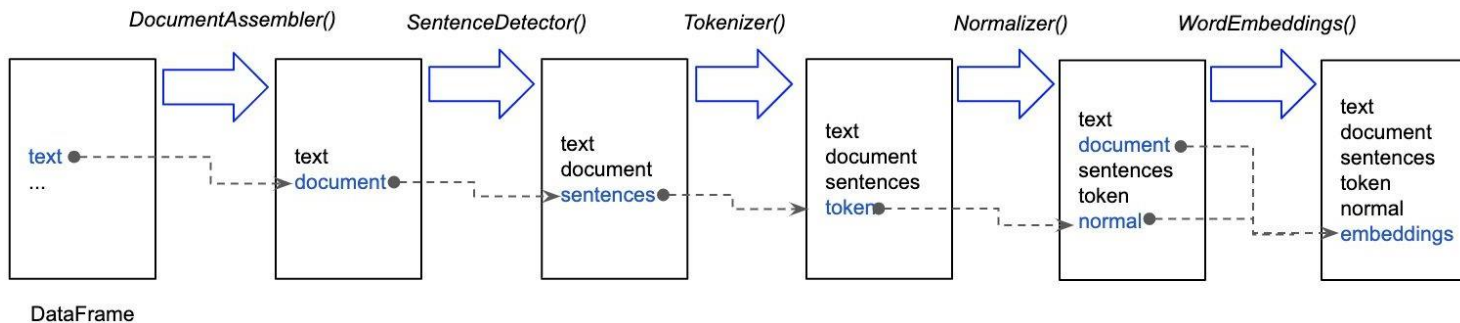 DocumentAssembler()
SentenceDetector()
Tokenizer()
Normalizer()
WordEmbeddings()
text
...
text
document
text
document
sentences
text
document
sentences
token
text
document
sentences
token
normal
text
document
sentences
token
normal
embeddings
DataFrame